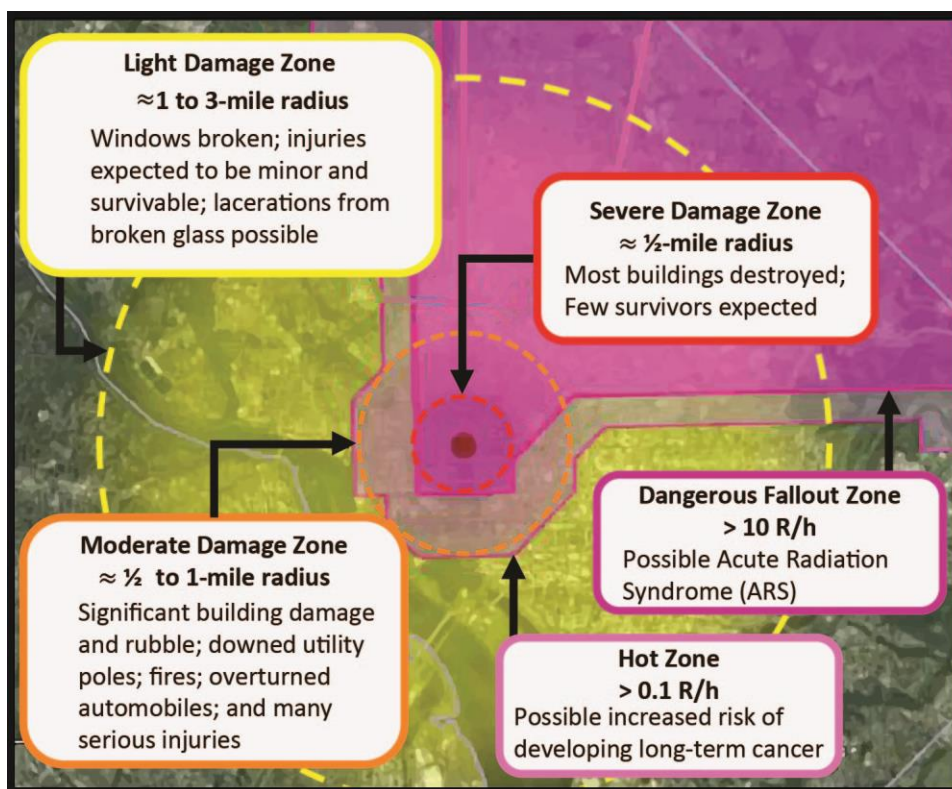 Light Damage Zone
≈1 to 3-mile radius
Windows broken; injuries
expected to be minor and
survivable; lacerations from
broken glass possible
Severe Damage Zone
≈ ½-mile radius
Most buildings destroyed;
Few survivors expected
Moderate Damage Zone
≈ ½ to 1-mile radius
Significant building damage
and rubble; downed utility
poles; fires; overturned
automobiles; and many
serious injuries
Dangerous Fallout Zone
> 10 R/h
Possible Acute Radiation
Syndrome (ARS)
Hot Zone
> 0.1 R/h
Possible increased risk of
developing long-term cancer